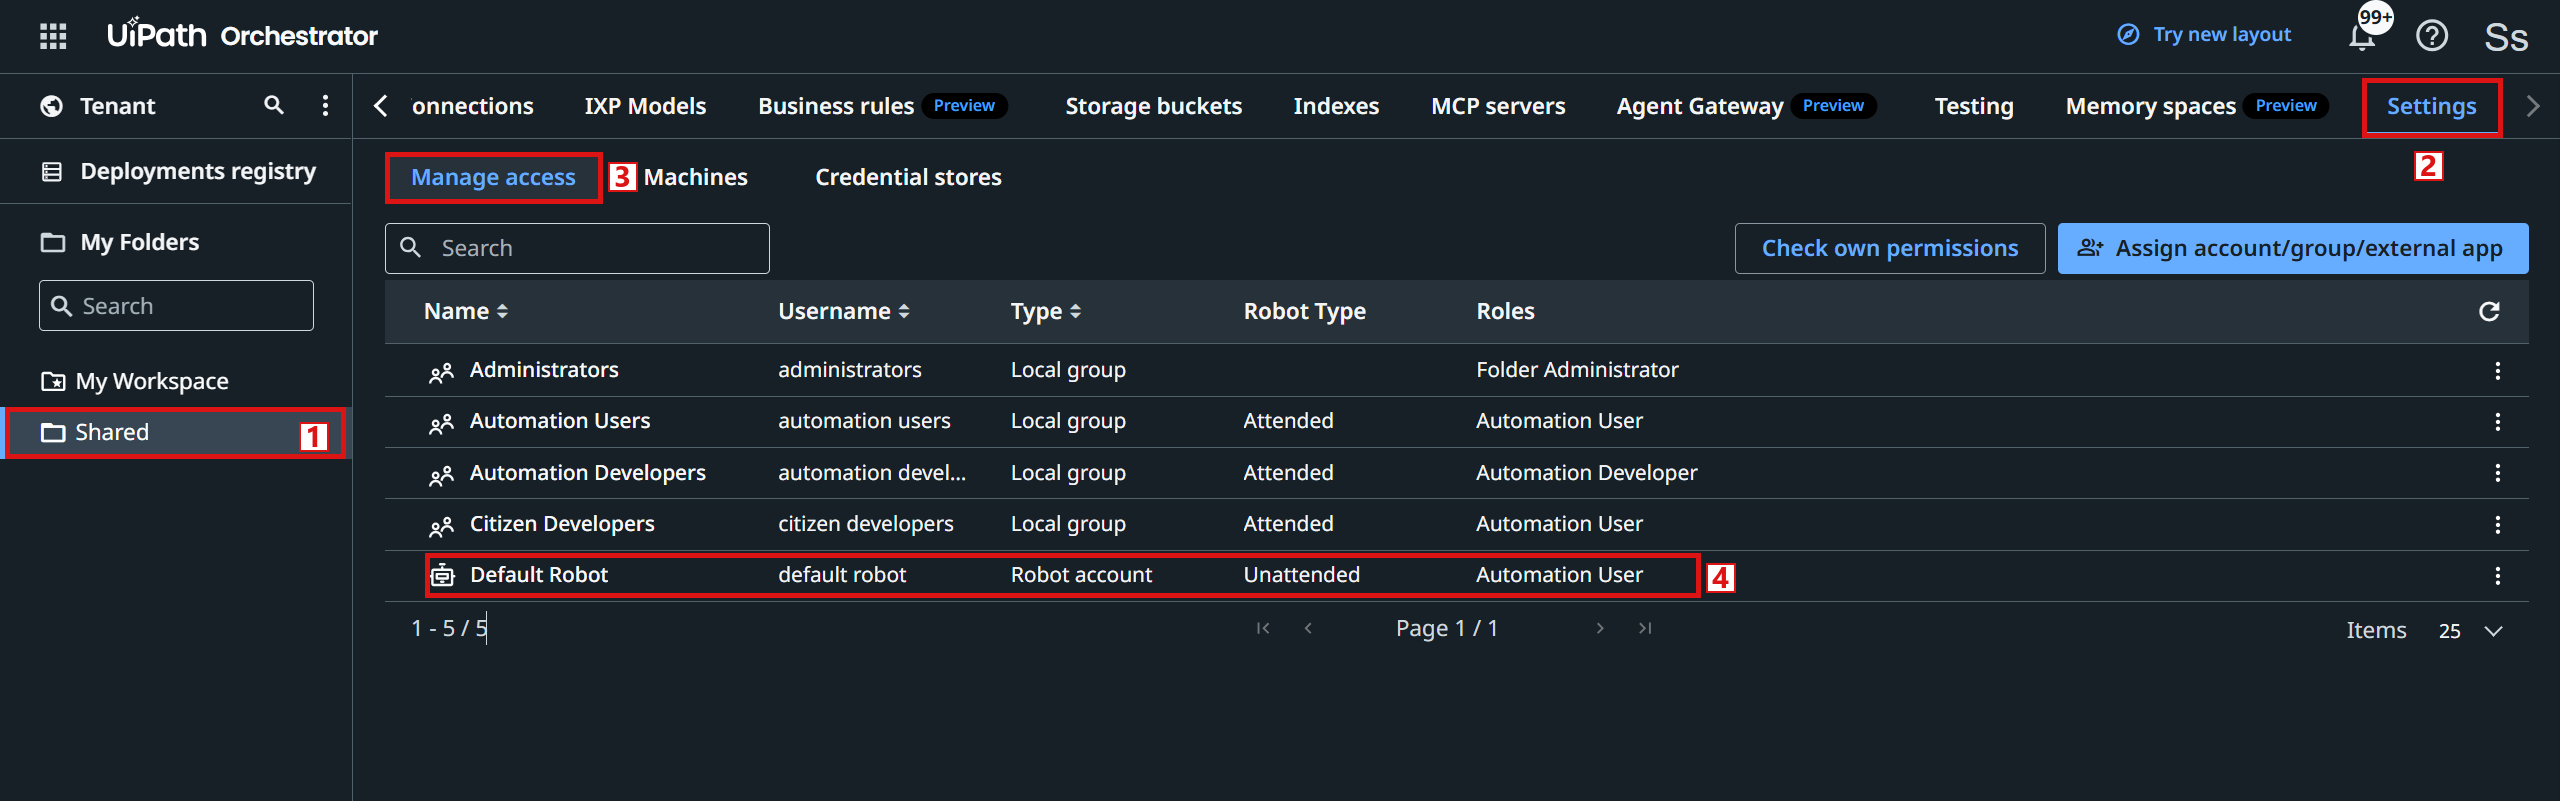 UiPath Orchestrator
Try new layout
99+
Ss
Tenant
onnections IXP Models Business rules Preview Storage buckets Indexes MCP servers Agent Gateway Preview Testing Memory spaces Preview Settings
2
Deployments registry
Manage access 3 Machines Credential stores
My Folders
Search
Check own permissions Assign account/group/external app
Search
Name Username Type Robot Type Roles
My Workspace
Shared 1
Administrators administrators Local group Folder Administrator
Automation Users automation users Local group Attended Automation User
Automation Developers automation devel... Local group Attended Automation Developer
Citizen Developers citizen developers Local group Attended Automation User
Default Robot default robot Robot account Unattended Automation User 4
1 - 5 / 5 Page 1 / 1 Items 25